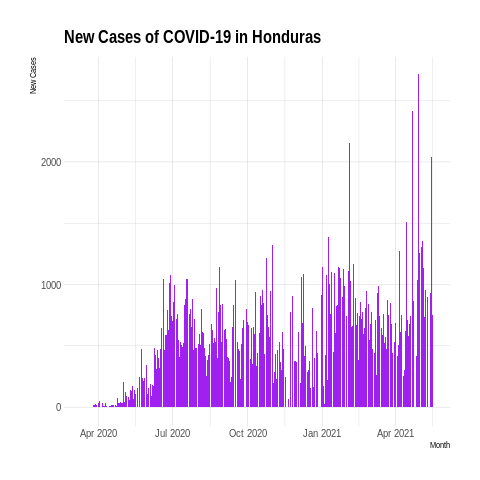 New Cases of COVID-19 in Honduras
New Cases
2000
1000
0
Apr 2020 Jul 2020 Oct 2020 Jan 2021 Apr 2021
Month